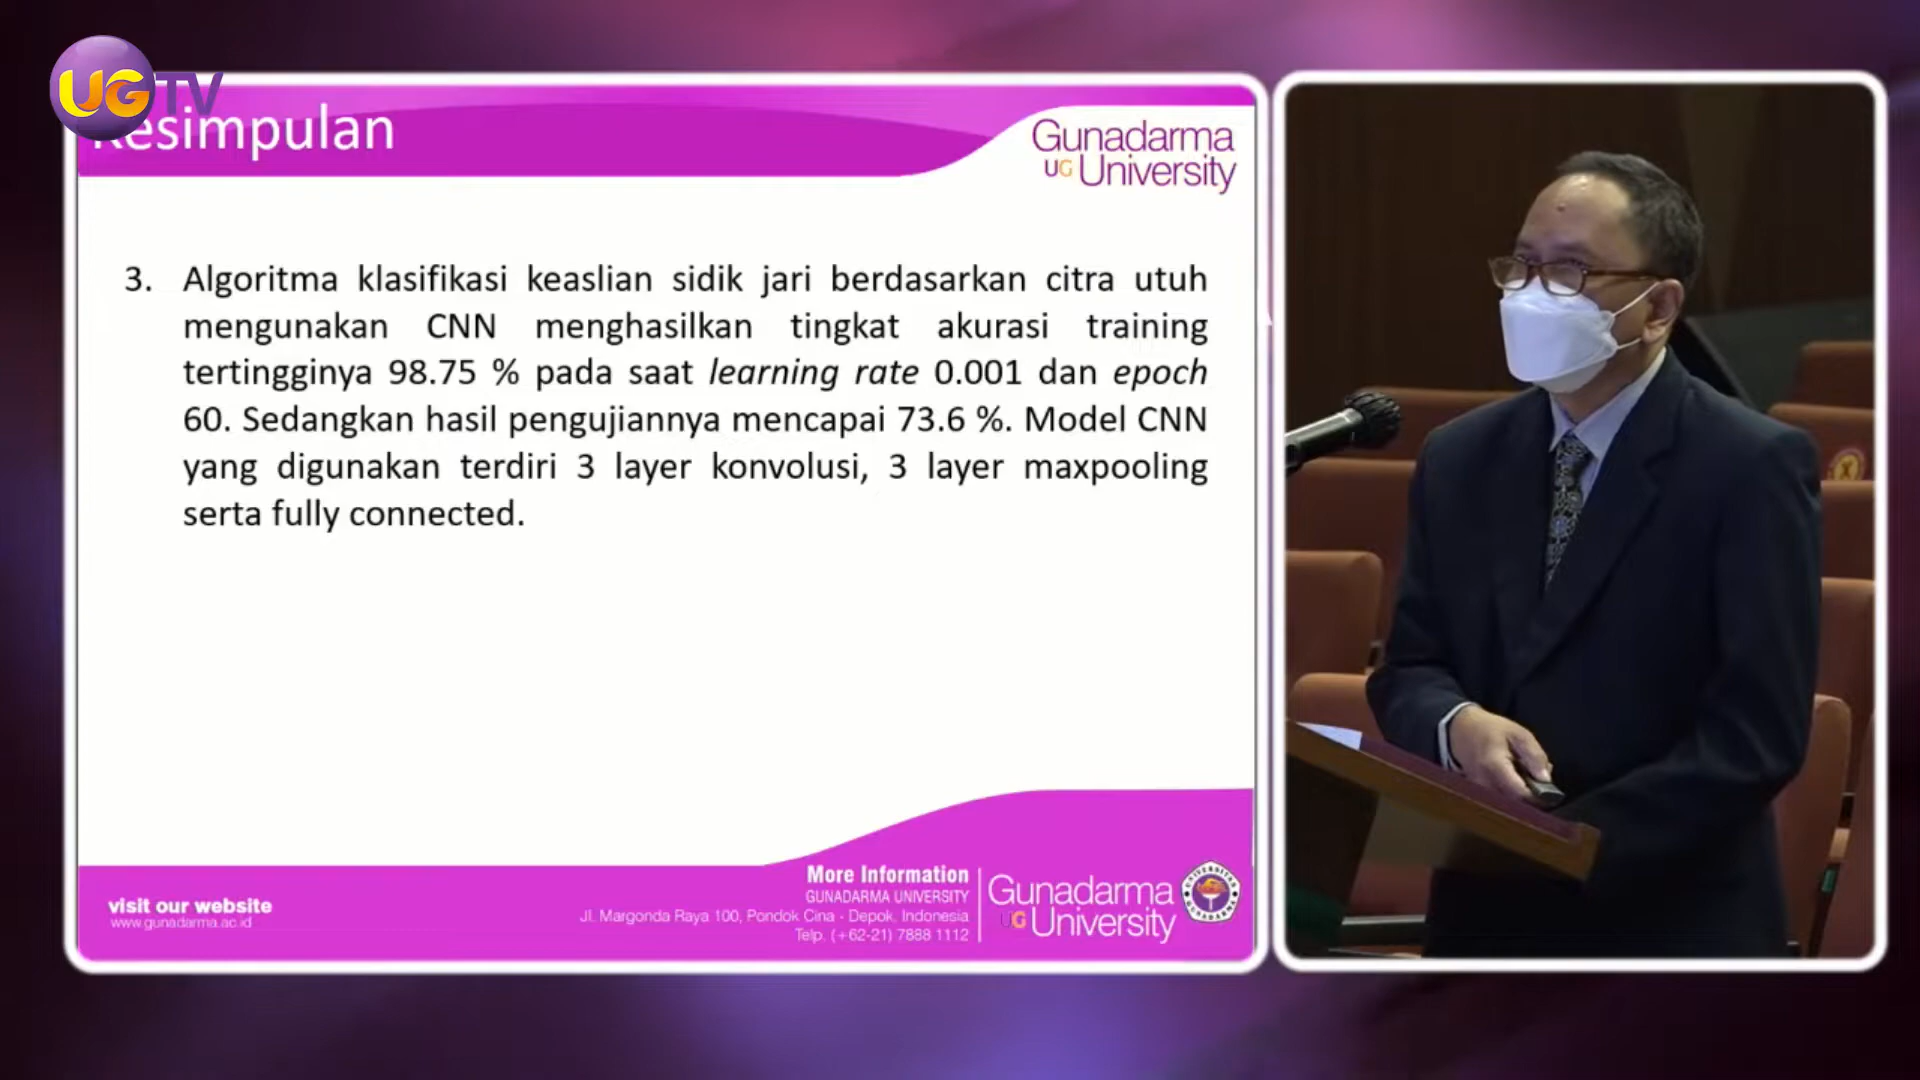 UGTV
Kesimpulan
Gunadarma
UG University
3. Algoritma klasifikasi keaslian sidik jari berdasarkan citra utuh
mengunakan CNN menghasilkan tingkat akurasi training
tertingginya 98.75 % pada saat learning rate 0.001 dan epoch
60. Sedangkan hasil pengujiannya mencapai 73.6 %. Model CNN
yang digunakan terdiri 3 layer konvolusi, 3 layer maxpooling
serta fully connected.
visit our website
www.gunadarma.ac.id
More Information
GUNADARMA UNIVERSITY
Jl. Margonda Raya 100, Pondok Cina - Depok. Indonesia
Telp. (+62-21) 7888 1112
Gunadarma
UG University
UNIVERSITAS GUNADARMA